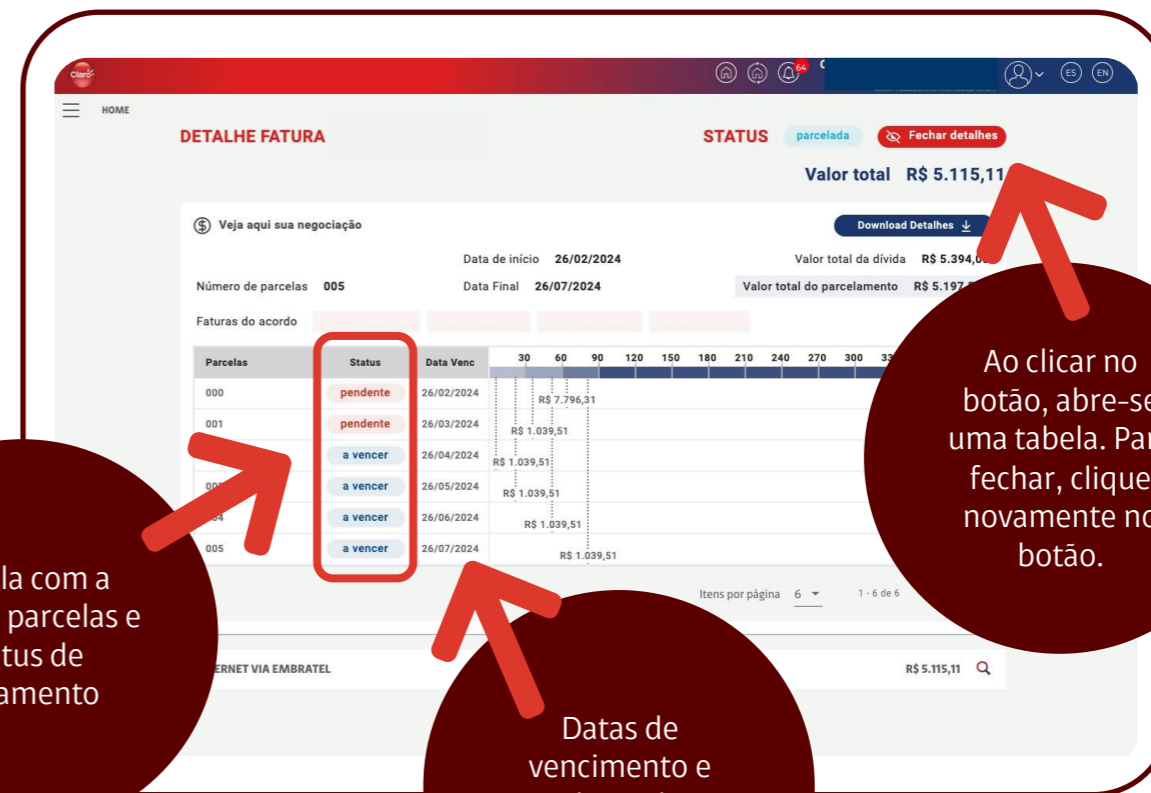 Claro
64
ES EN
HOME
DETALHE FATURA
STATUS parcelada Fechar detalhes
Valor total R$ 5.115,11
Veja aqui sua negociação
Download Detalhes
Data de início 26/02/2024 Valor total da dívida R$ 5.394,0
Número de parcelas 005 Data Final 26/07/2024 Valor total do parcelamento R$ 5.197,
Faturas do acordo
Parcelas Status Data Venc 30 60 90 120 150 180 210 240 270 300 33
000 pendente 26/02/2024 R$ 7.796,31
001 pendente 26/03/2024 R$ 1.039,51
a vencer 26/04/2024 R$ 1.039,51
a vencer 26/05/2024 R$ 1.039,51
a vencer 26/06/2024 R$ 1.039,51
005 a vencer 26/07/2024 R$ 1.039,51
Itens por página 6 1 - 6 de 6
ERNET VIA EMBRATEL R$ 5.115,11
Ao clicar no
botão, abre-se
uma tabela. Par
fechar, clique
novamente no
botão.
la com a
parcelas e
tus de
amento
Datas de
vencimento e